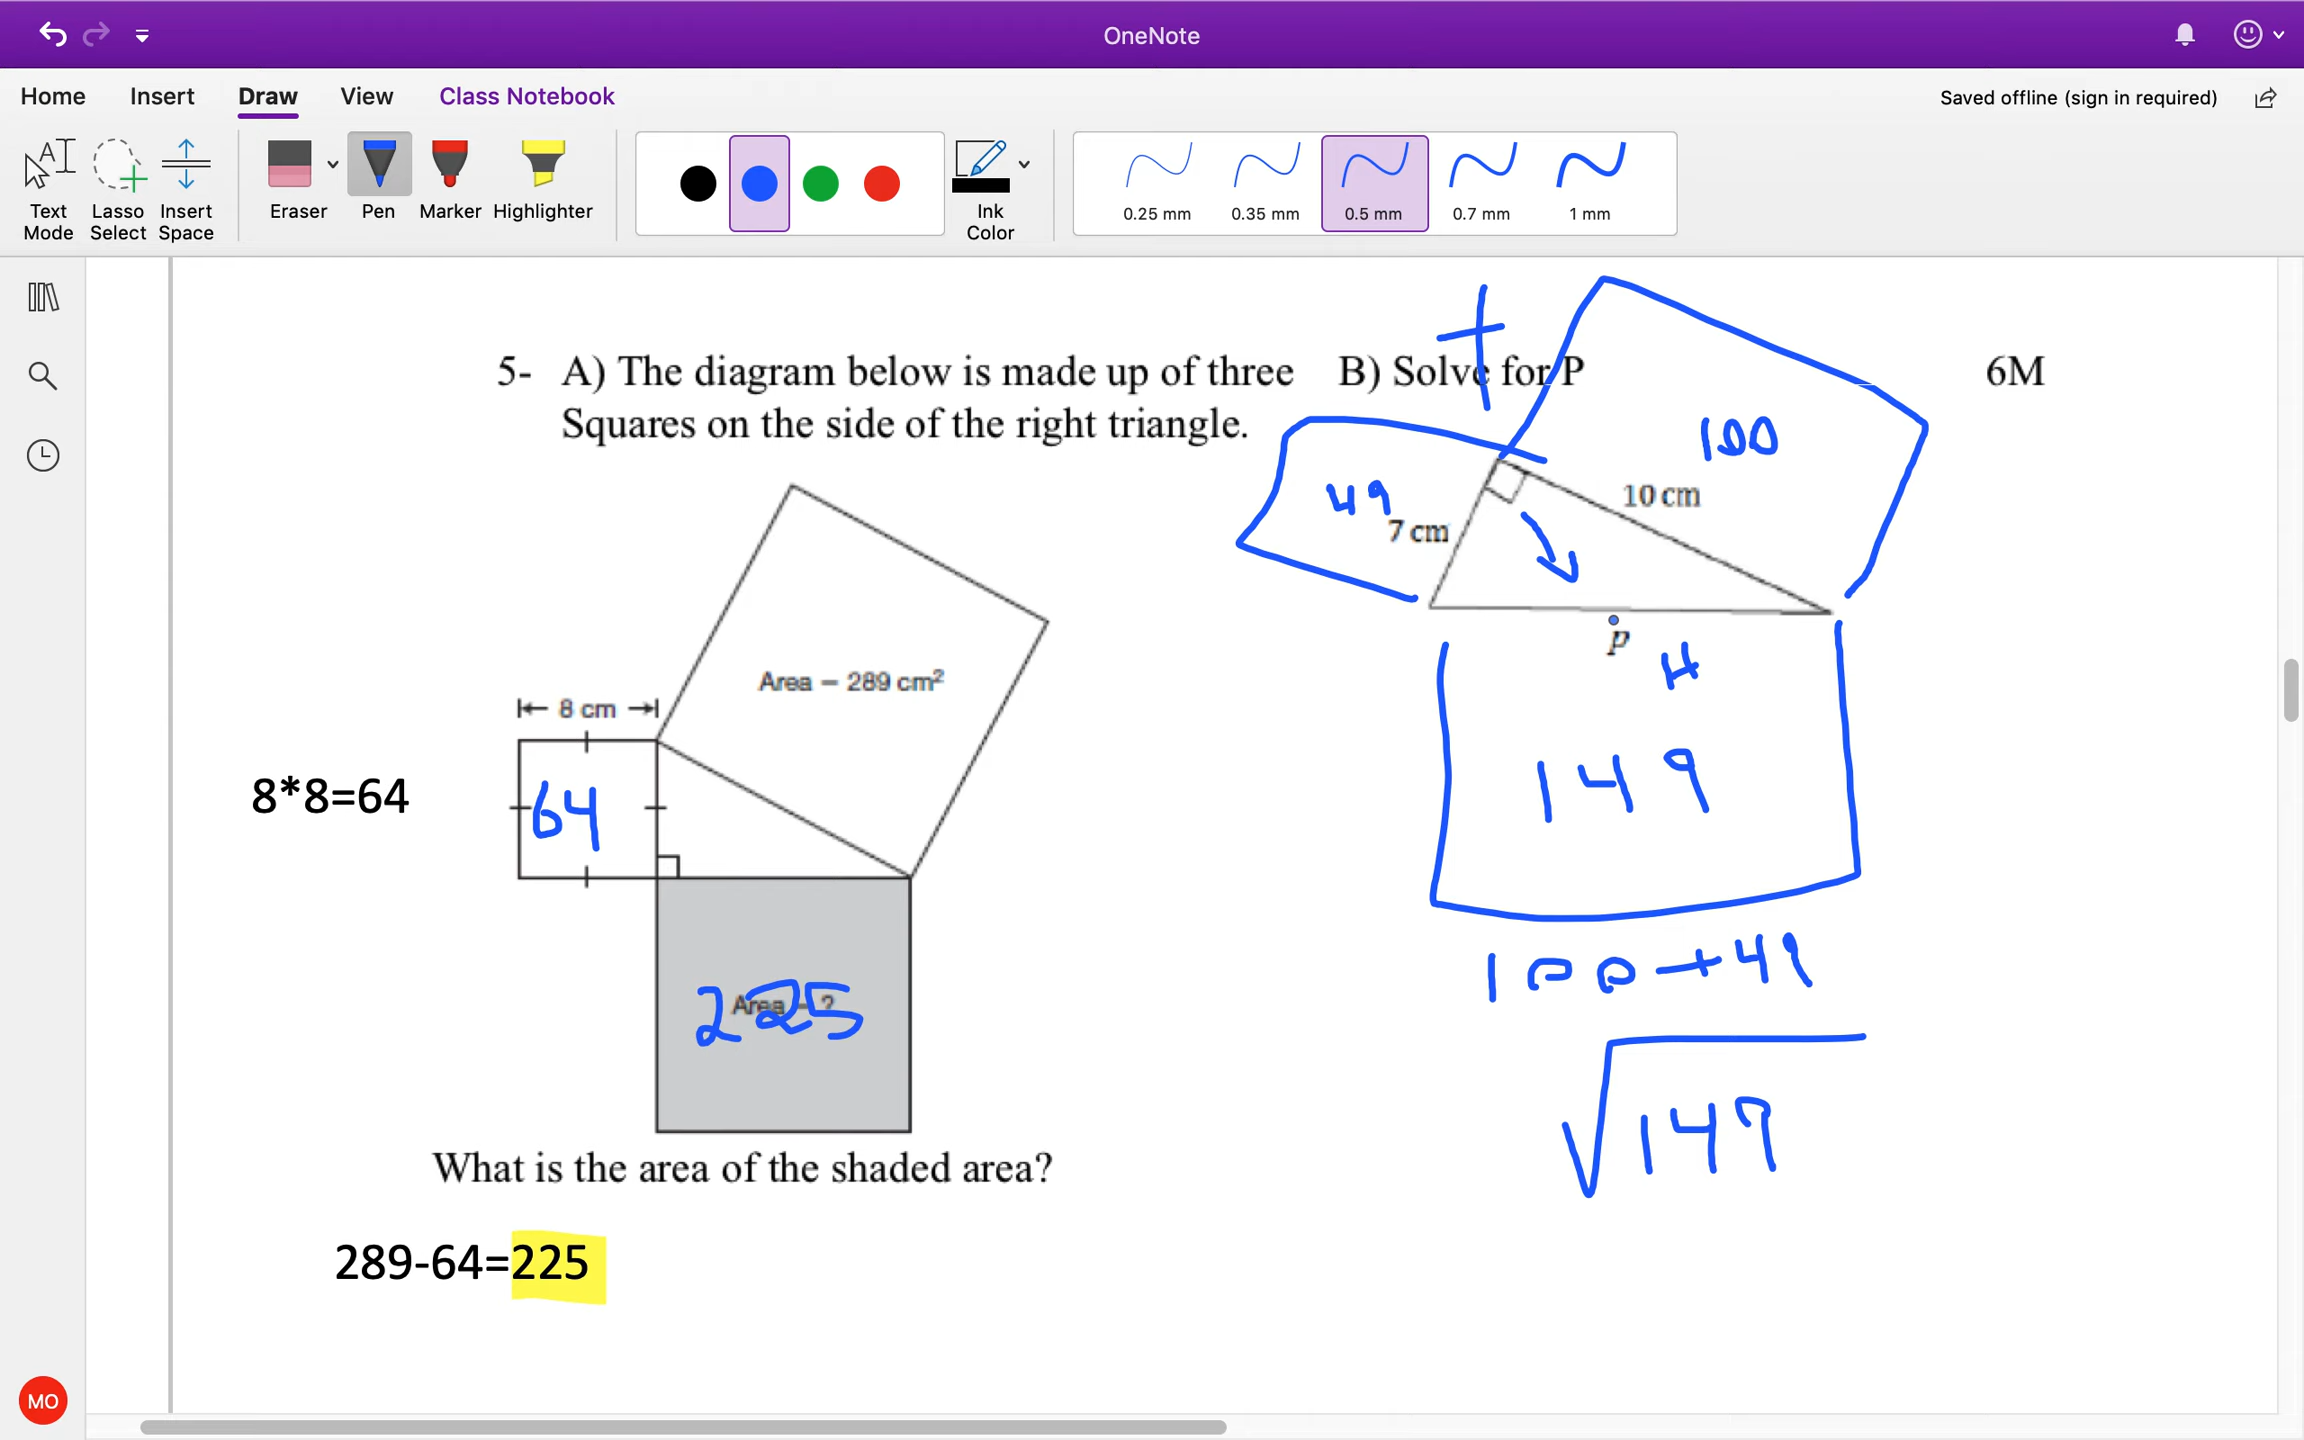 OneNote
Home Insert Draw View Class Notebook
Saved offline (sign in required)
Text Mode
Lasso Select
Insert Space
Eraser
Pen
Marker
Highlighter
Ink Color
0.25 mm
0.35 mm
0.5 mm
0.7 mm
1 mm
5- A) The diagram below is made up of three
Squares on the side of the right triangle.
B) Solve for P
6M
+
100
49
10 cm
7 cm
p
H
149
100+49
√149
Area = 289 cm²
8 cm
8*8=64
64
Area = ?
225
What is the area of the shaded area?
289-64=225
MO